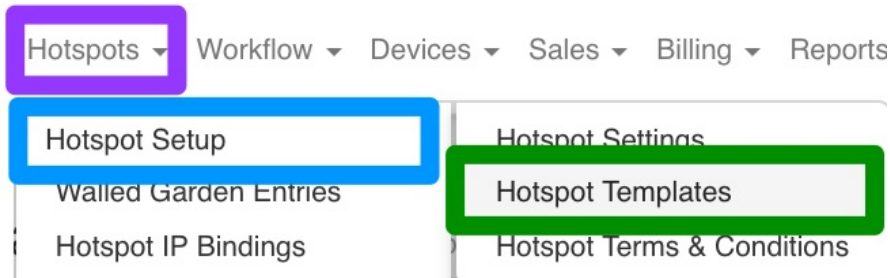 Hotspots Workflow Devices Sales Billing Reports
Hotspot Setup
Walled Garden Entries
Hotspot IP Bindings
Hotspot Settings
Hotspot Templates
Hotspot Terms & Conditions